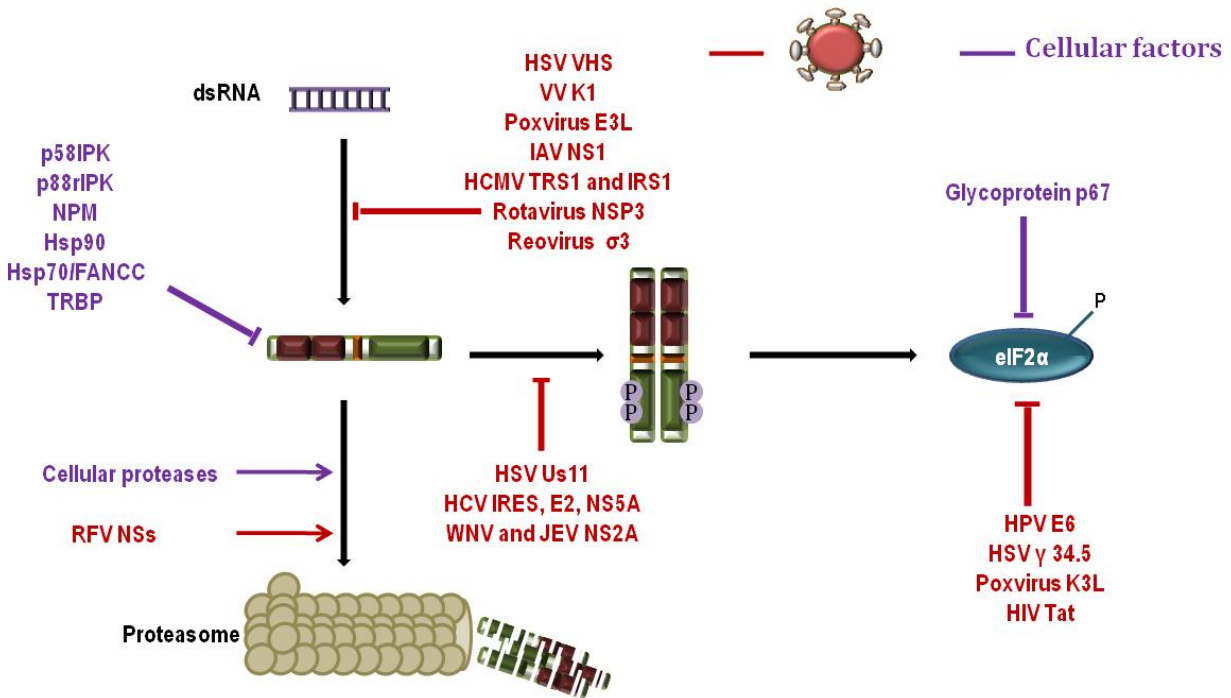 Cellular factors
dsRNA
HSV VHS
VV K1
Poxvirus E3L
IAV NS1
HCMV TRS1 and IRS1
Rotavirus NSP3
Reovirus σ3
p58IPK
p88rIPK
NPM
Hsp90
Hsp70/FANCC
TRBP
Glycoprotein p67
P
eIF2α
P
P
P
P
Cellular proteases
RFV NSs
HSV Us11
HCV IRES, E2, NS5A
WNV and JEV NS2A
HPV E6
HSV γ 34.5
Poxvirus K3L
HIV Tat
Proteasome